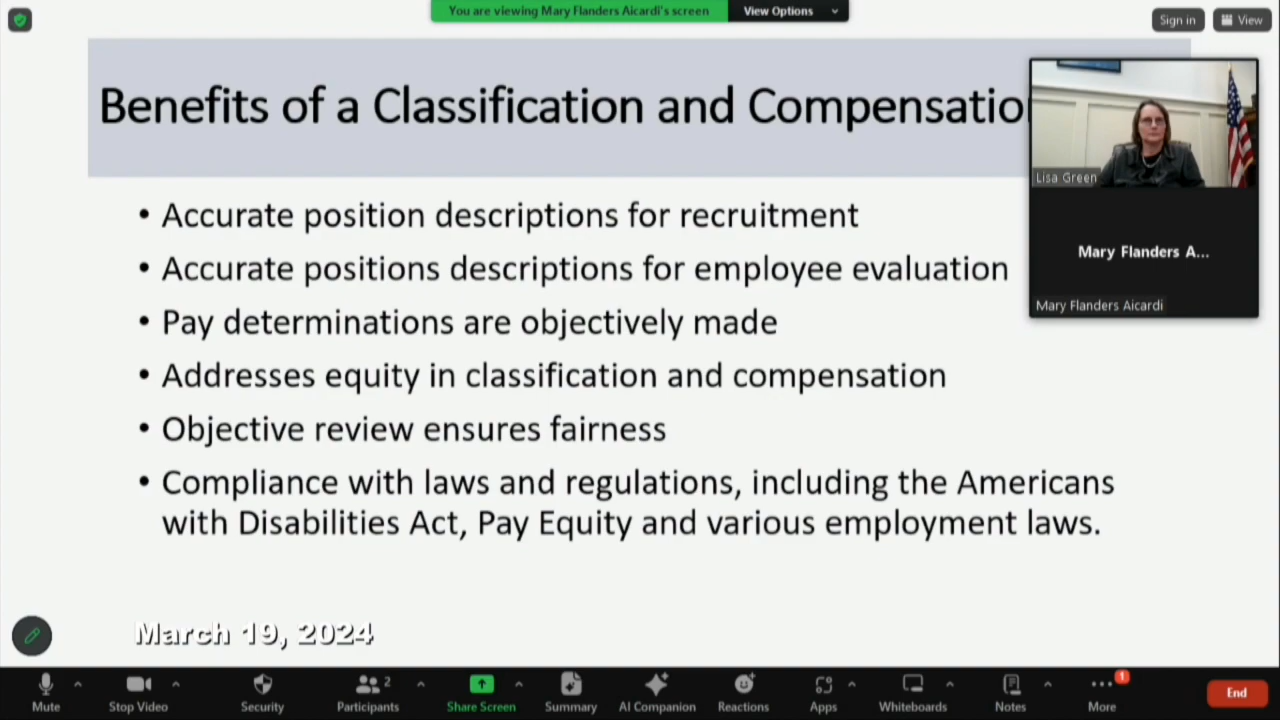 You are viewing Mary Flanders Aicardi's screen
View Options
Sign in
View
Benefits of a Classification and Compensation
Lisa Green
Mary Flanders A...
Mary Flanders Aicardi
• Accurate position descriptions for recruitment
• Accurate positions descriptions for employee evaluation
• Pay determinations are objectively made
• Addresses equity in classification and compensation
• Objective review ensures fairness
• Compliance with laws and regulations, including the Americans
with Disabilities Act, Pay Equity and various employment laws.
March 19, 2024
Mute
Stop Video
Security
2
Participants
Share Screen
Summary
AI Companion
Reactions
Apps
Whiteboards
Notes
1
More
End